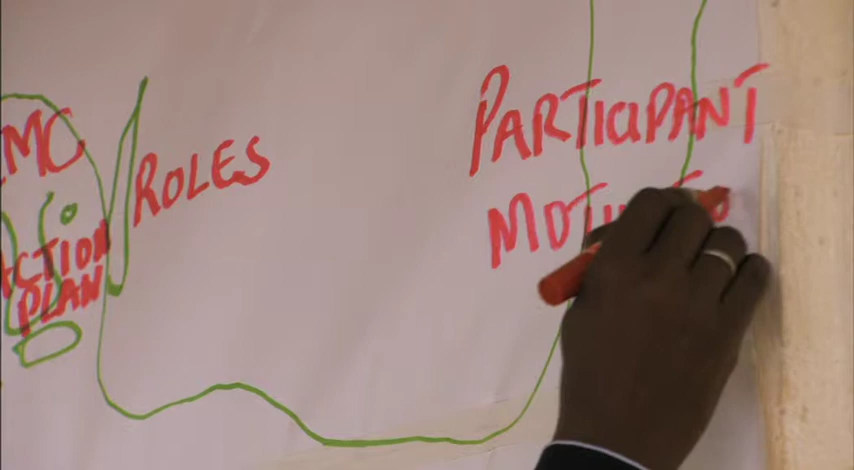 MC
ACTION
PLAN
ROLES
PARTICIPANT